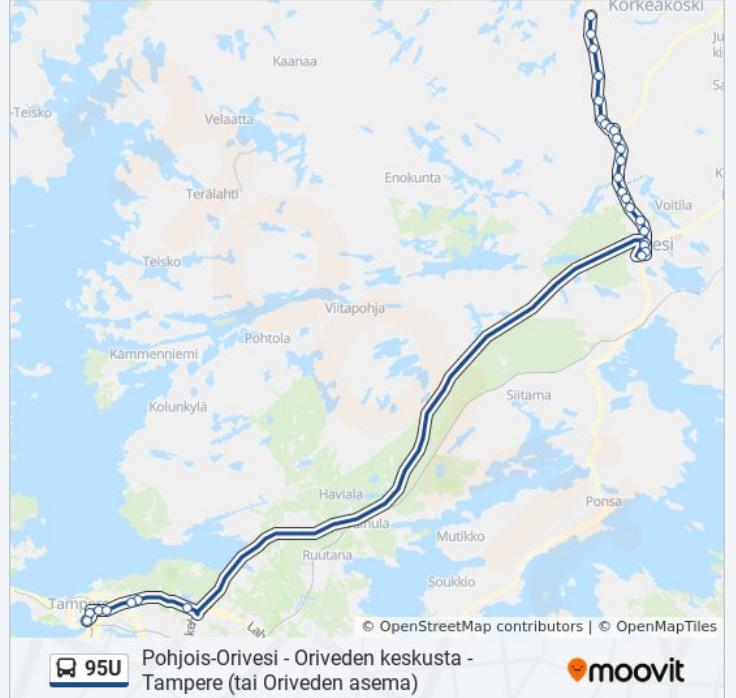 Korkeakoski
Kaanaa
-Teisko
Velaatta
Enokunta
Terälahti
Voitila
esi
Teisko
Viitapohja
Pohtola
Kämmenniemi
Siitama
Kolunkylä
Haviala
Ponsa
Mutikko
Ruutana
Soukkio
Tampere
© OpenStreetMap contributors | © OpenMapTiles
95U
Pohjois-Orivesi - Oriveden keskusta -
Tampere (tai Oriveden asema)
moovit